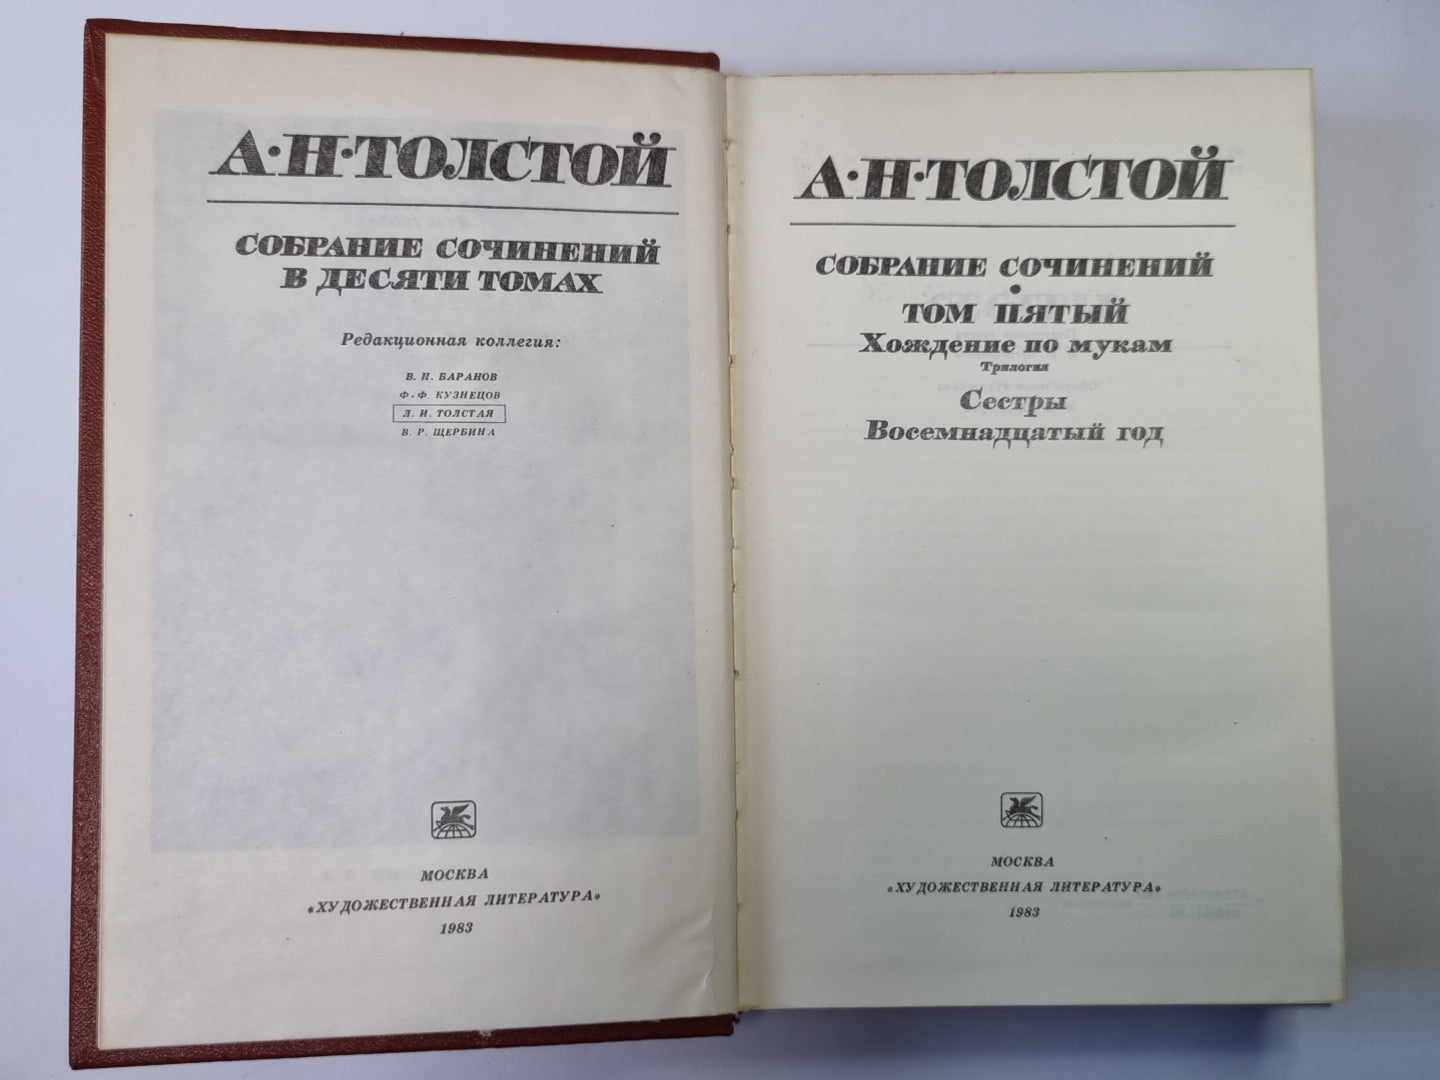 А·Н·ТОЛСТОЙ
СОБРАНИЕ СОЧИНЕНИЙ
В ДЕСЯТИ ТОМАХ
Редакционная коллегия:
В. И. БАРАНОВ
Ф. Ф. КУЗНЕЦОВ
Л. И. ТОЛСТАЯ
В. Р. ЩЕРБИНА
МОСКВА
«ХУДОЖЕСТВЕННАЯ ЛИТЕРАТУРА»
1983
А·Н·ТОЛСТОЙ
СОБРАНИЕ СОЧИНЕНИЙ
•
ТОМ ПЯТЫЙ
Хождение по мукам
Трилогия
Сестры
Восемнадцатый год
МОСКВА
«ХУДОЖЕСТВЕННАЯ ЛИТЕРАТУРА»
1983